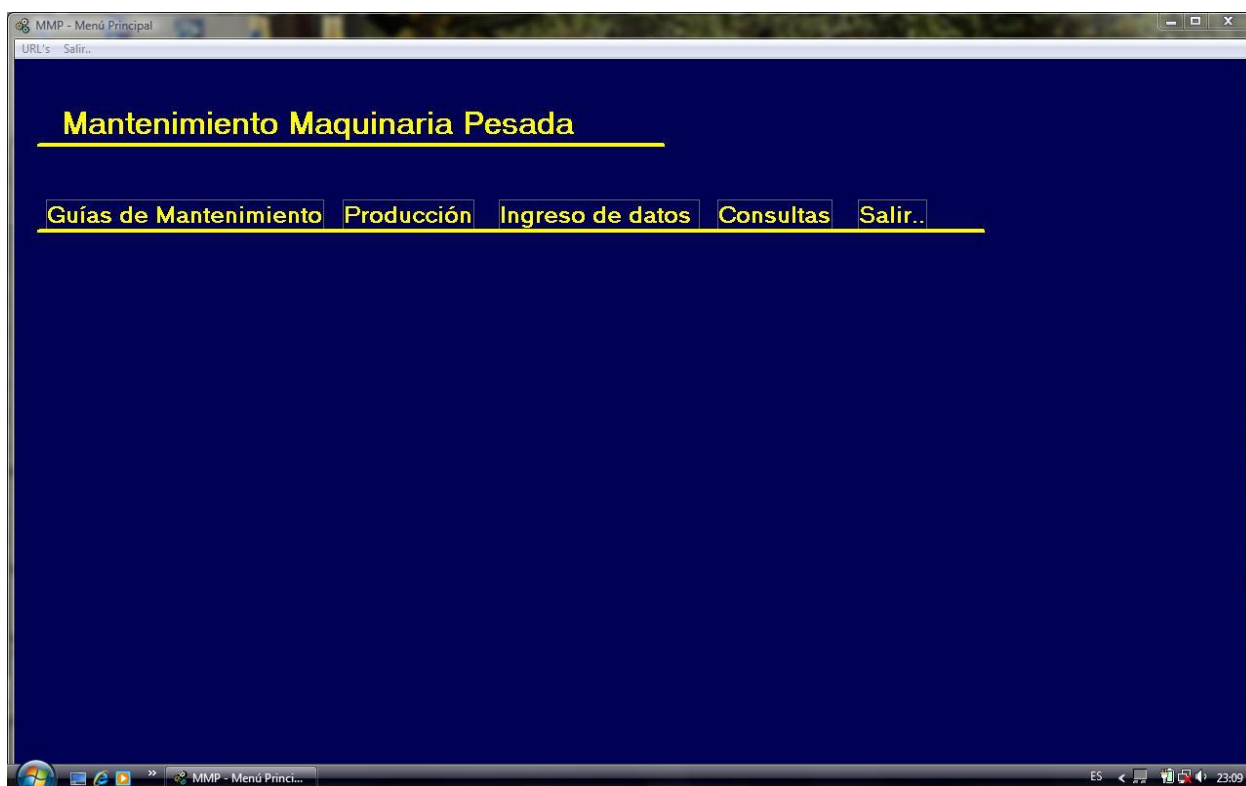 MMP - Menú Principal
URL's Salir..
Mantenimiento Maquinaria Pesada
Guías de Mantenimiento Producción Ingreso de datos Consultas Salir..
MMP - Menú Princi... ES 23:09